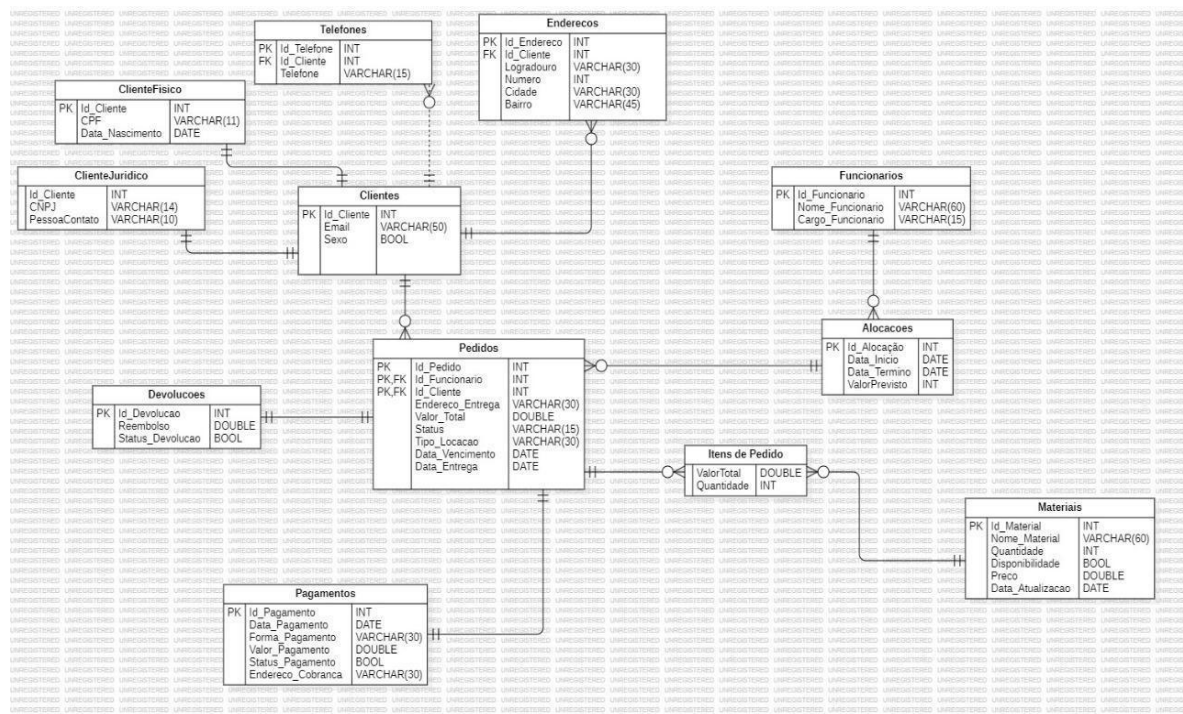 Telefones
PK Id_Telefone INT
FK Id_Cliente INT
Telefone VARCHAR(15)
Enderecos
PK Id_Endereco INT
FK Id_Cliente INT
Logradouro VARCHAR(30)
Numero INT
Cidade VARCHAR(30)
Bairro VARCHAR(45)
ClienteFisico
PK Id_Cliente INT
CPF VARCHAR(11)
Data_Nascimento DATE
ClienteJuridico
Id_Cliente INT
CNPJ VARCHAR(14)
PessoaContato VARCHAR(10)
Clientes
PK Id_Cliente INT
Email VARCHAR(50)
Sexo BOOL
Funcionarios
PK Id_Funcionario INT
Nome_Funcionario VARCHAR(60)
Cargo_Funcionario VARCHAR(15)
Alocacoes
PK Id_Alocação INT
Data_Inicio DATE
Data_Termino DATE
ValorPrevisto INT
Pedidos
PK Id_Pedido INT
PK,FK Id_Funcionario INT
PK,FK Id_Cliente INT
Endereco_Entrega VARCHAR(30)
Valor_Total DOUBLE
Status VARCHAR(15)
Tipo_Locacao VARCHAR(30)
Data_Vencimento DATE
Data_Entrega DATE
Devolucoes
PK Id_Devolucao INT
Reembolso DOUBLE
Status_Devolucao BOOL
Itens de Pedido
ValorTotal DOUBLE
Quantidade INT
Materiais
PK Id_Material INT
Nome_Material VARCHAR(60)
Quantidade INT
Disponibilidade BOOL
Preco DOUBLE
Data_Atualizacao DATE
Pagamentos
PK Id_Pagamento INT
Data_Pagamento DATE
Forma_Pagamento VARCHAR(30)
Valor_Pagamento DOUBLE
Status_Pagamento BOOL
Endereco_Cobranca VARCHAR(30)
UNREGISTERED